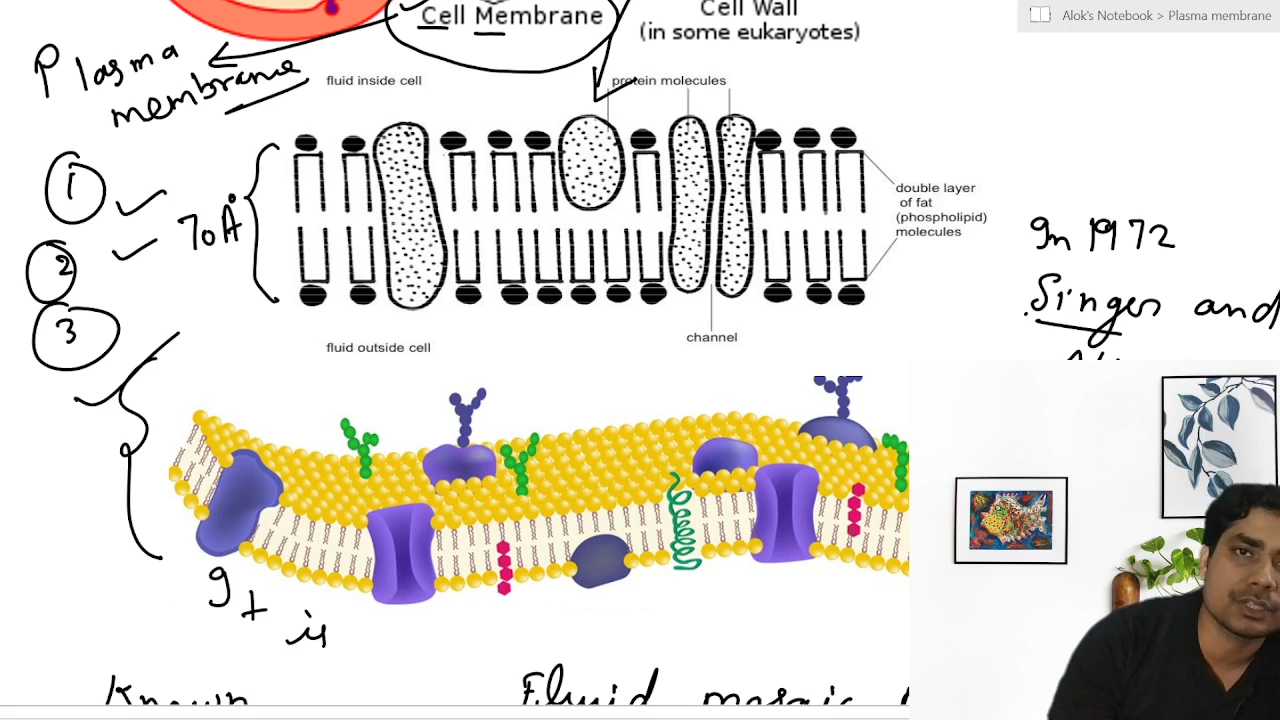 Alok's Notebook > Plasma membrane
Cell Membrane
Cell Wall
(in some eukaryotes)
Plasma
membrane
fluid inside cell
protein molecules
1
2
3
70A°
double layer
of fat
(phospholipid)
molecules
In 1972
Singer and
channel
fluid outside cell
It is
Known
Fluid mosaic